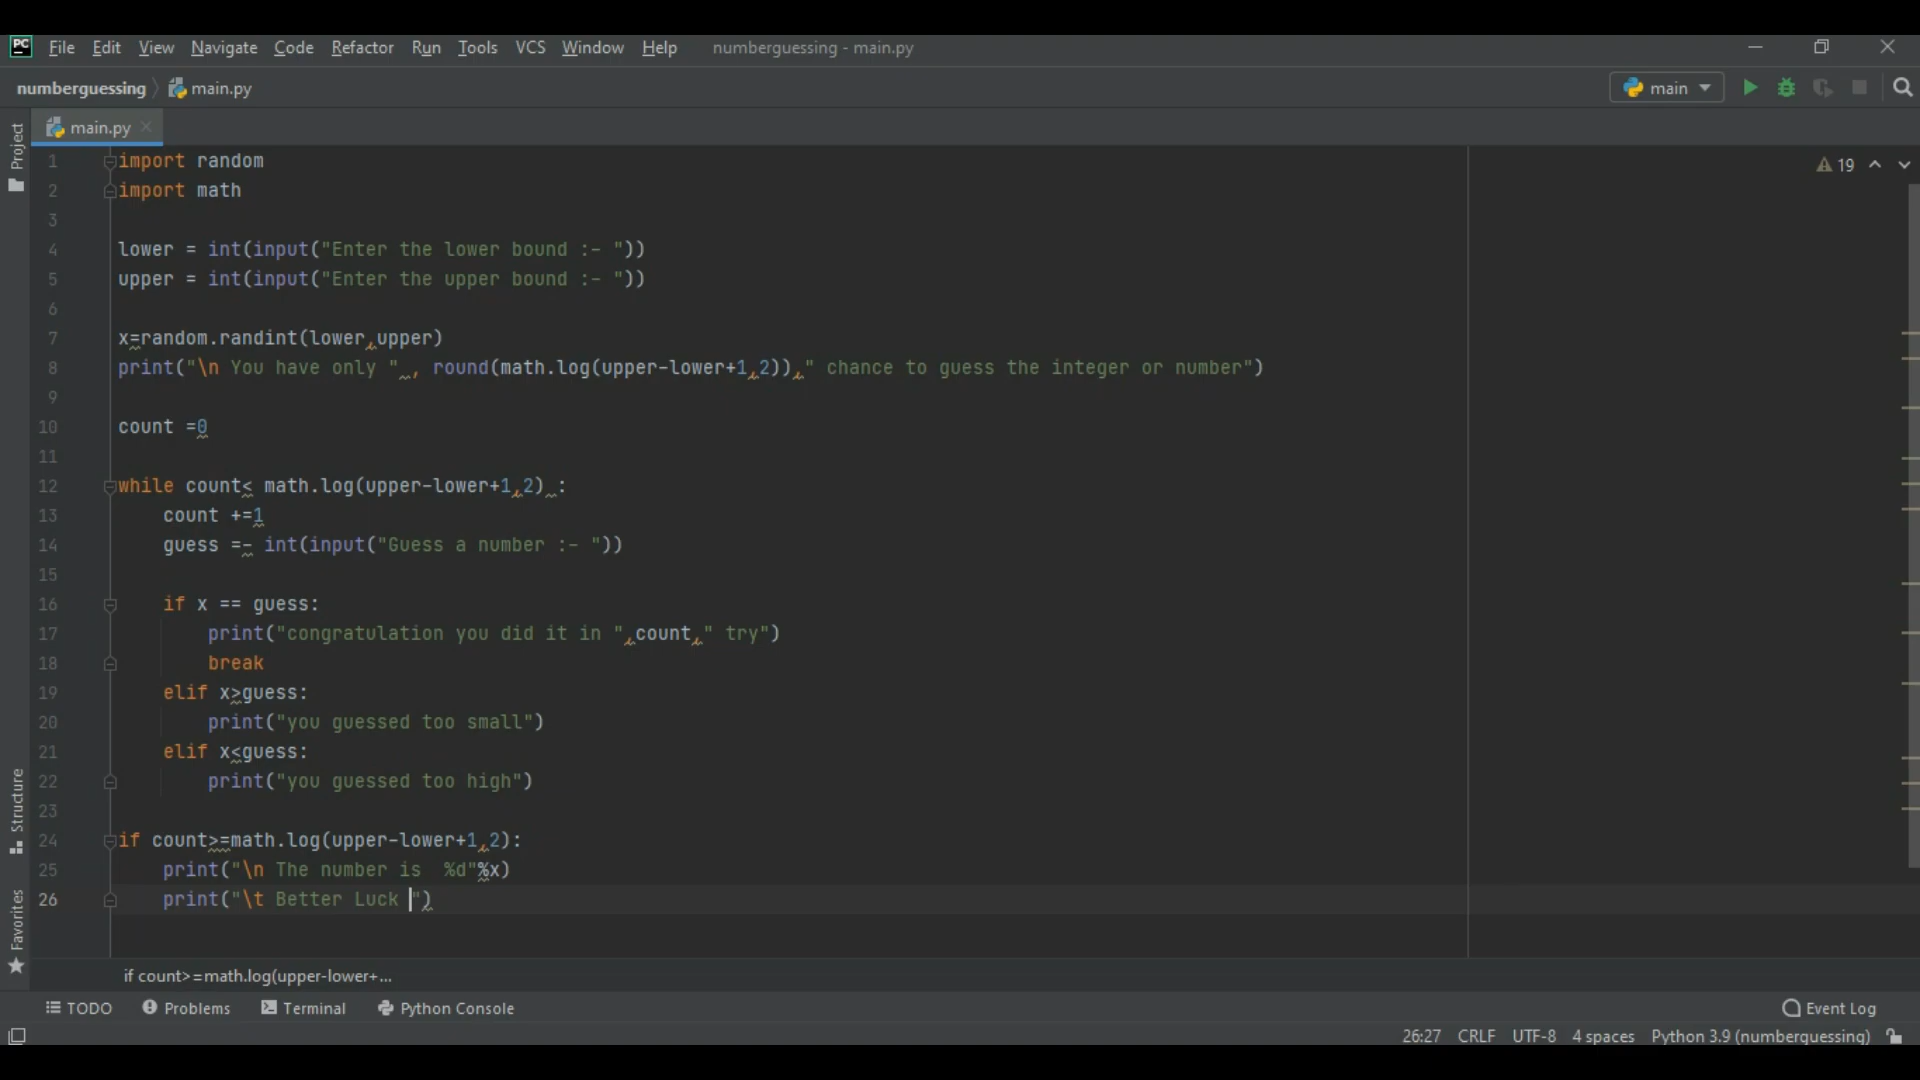 PC File Edit View Navigate Code Refactor Run Tools VCS Window Help numberguessing - main.py
numberguessing main.py main
main.py
Project
19
1 import random
2 import math
3
4 lower = int(input("Enter the lower bound :- "))
5 upper = int(input("Enter the upper bound :- "))
6
7 x=random.randint(lower,upper)
8 print("\n You have only " , round(math.log(upper-lower+1,2))," chance to guess the integer or number")
9
10 count =0
11
12 while count< math.log(upper-lower+1,2) :
13 count +=1
14 guess =- int(input("Guess a number :- "))
15
16 if x == guess:
17 print("congratulation you did it in ",count," try")
18 break
19 elif x>guess:
20 print("you guessed too small")
21 elif x<guess:
22 print("you guessed too high")
23
24 if count>=math.log(upper-lower+1,2):
25 print("\n The number is  %d"%x)
26 print("\t Better Luck ")
Structure
Favorites
if count>=math.log(upper-lower+...
TODO Problems Terminal Python Console Event Log
26:27 CRLF UTF-8 4 spaces Python 3.9 (numberguessing)